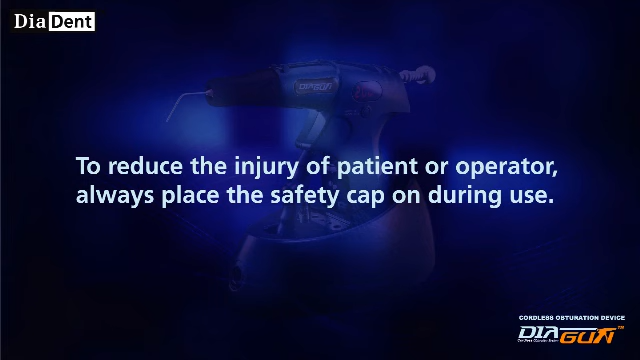 DiaDent
DIAGUN
To reduce the injury of patient or operator,
always place the safety cap on during use.
CORDLESS OBTURATION DEVICE
DIAGUN™